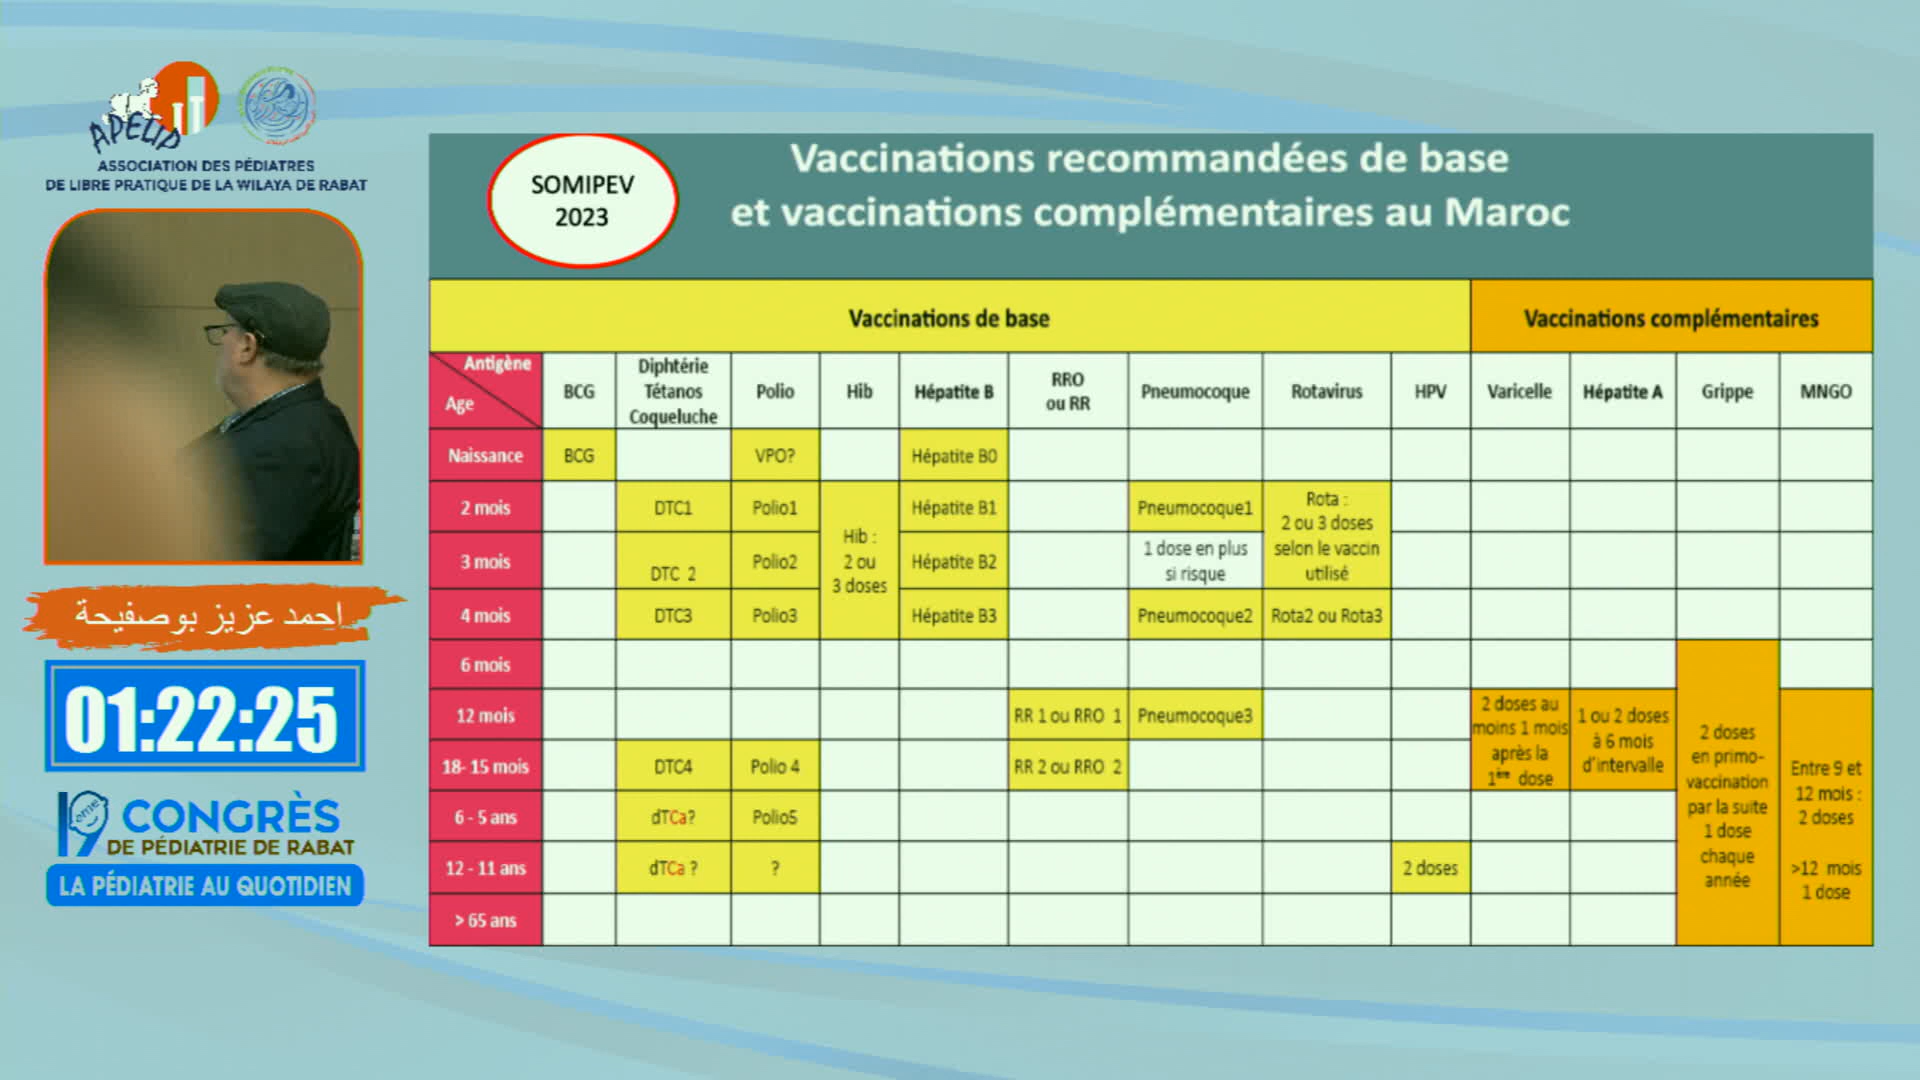 APELIP
ASSOCIATION DES PÉDIATRES
DE LIBRE PRATIQUE DE LA WILAYA DE RABAT
احمد عزيز بوصفيحة
01:22:25
19ème CONGRÈS
DE PÉDIATRIE DE RABAT
LA PÉDIATRIE AU QUOTIDIEN
SOMIPEV
2023
Vaccinations recommandées de base
et vaccinations complémentaires au Maroc
Vaccinations de base
Vaccinations complémentaires
Antigène
Age
BCG
Diphtérie
Tétanos
Coqueluche
Polio
Hib
Hépatite B
RRO
ou RR
Pneumocoque
Rotavirus
HPV
Varicelle
Hépatite A
Grippe
MNGO
Naissance
BCG
VPO?
Hépatite B0
2 mois
DTC1
Polio1
Hib :
2 ou
3 doses
Hépatite B1
Pneumocoque1
Rota :
2 ou 3 doses
selon le vaccin
utilisé
3 mois
DTC 2
Polio2
Hépatite B2
1 dose en plus
si risque
4 mois
DTC3
Polio3
Hépatite B3
Pneumocoque2
Rota2 ou Rota3
6 mois
2 doses
en primo-
vaccination
par la suite
1 dose
chaque
année
12 mois
RR 1 ou RRO 1
Pneumocoque3
2 doses au
moins 1 mois
après la
1ère dose
1 ou 2 doses
à 6 mois
d'intervalle
Entre 9 et
12 mois :
2 doses
>12 mois
1 dose
18- 15 mois
DTC4
Polio 4
RR 2 ou RRO 2
6 - 5 ans
dTCa?
Polio5
12 - 11 ans
dTCa ?
?
2 doses
> 65 ans